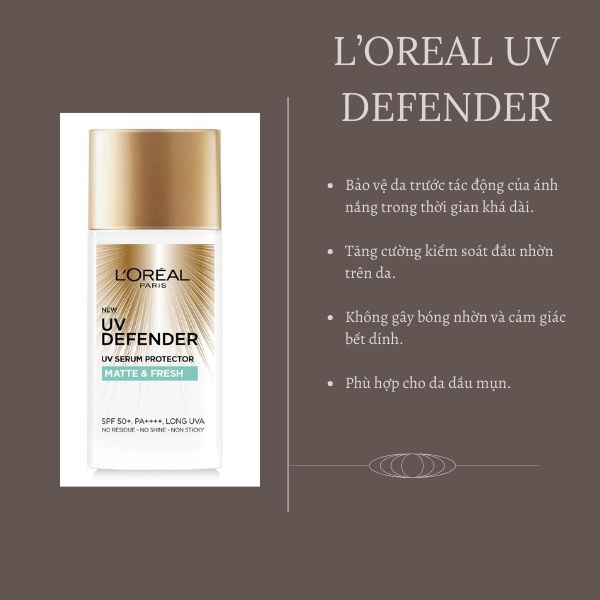 L'OREAL UV
DEFENDER
L'ORÉAL
PARIS
NEW
UV
DEFENDER
UV SERUM PROTECTOR
MATTE & FRESH
SPF 50+, PA++++, LONG UVA
NO RESIDUE • NO SHINE • NON STICKY
• Bảo vệ da trước tác động của ánh
nắng trong thời gian khá dài.
• Tăng cường kiểm soát đầu nhờn
trên da.
• Không gây bóng nhờn và cảm giác
bết dính.
• Phù hợp cho da dầu mụn.